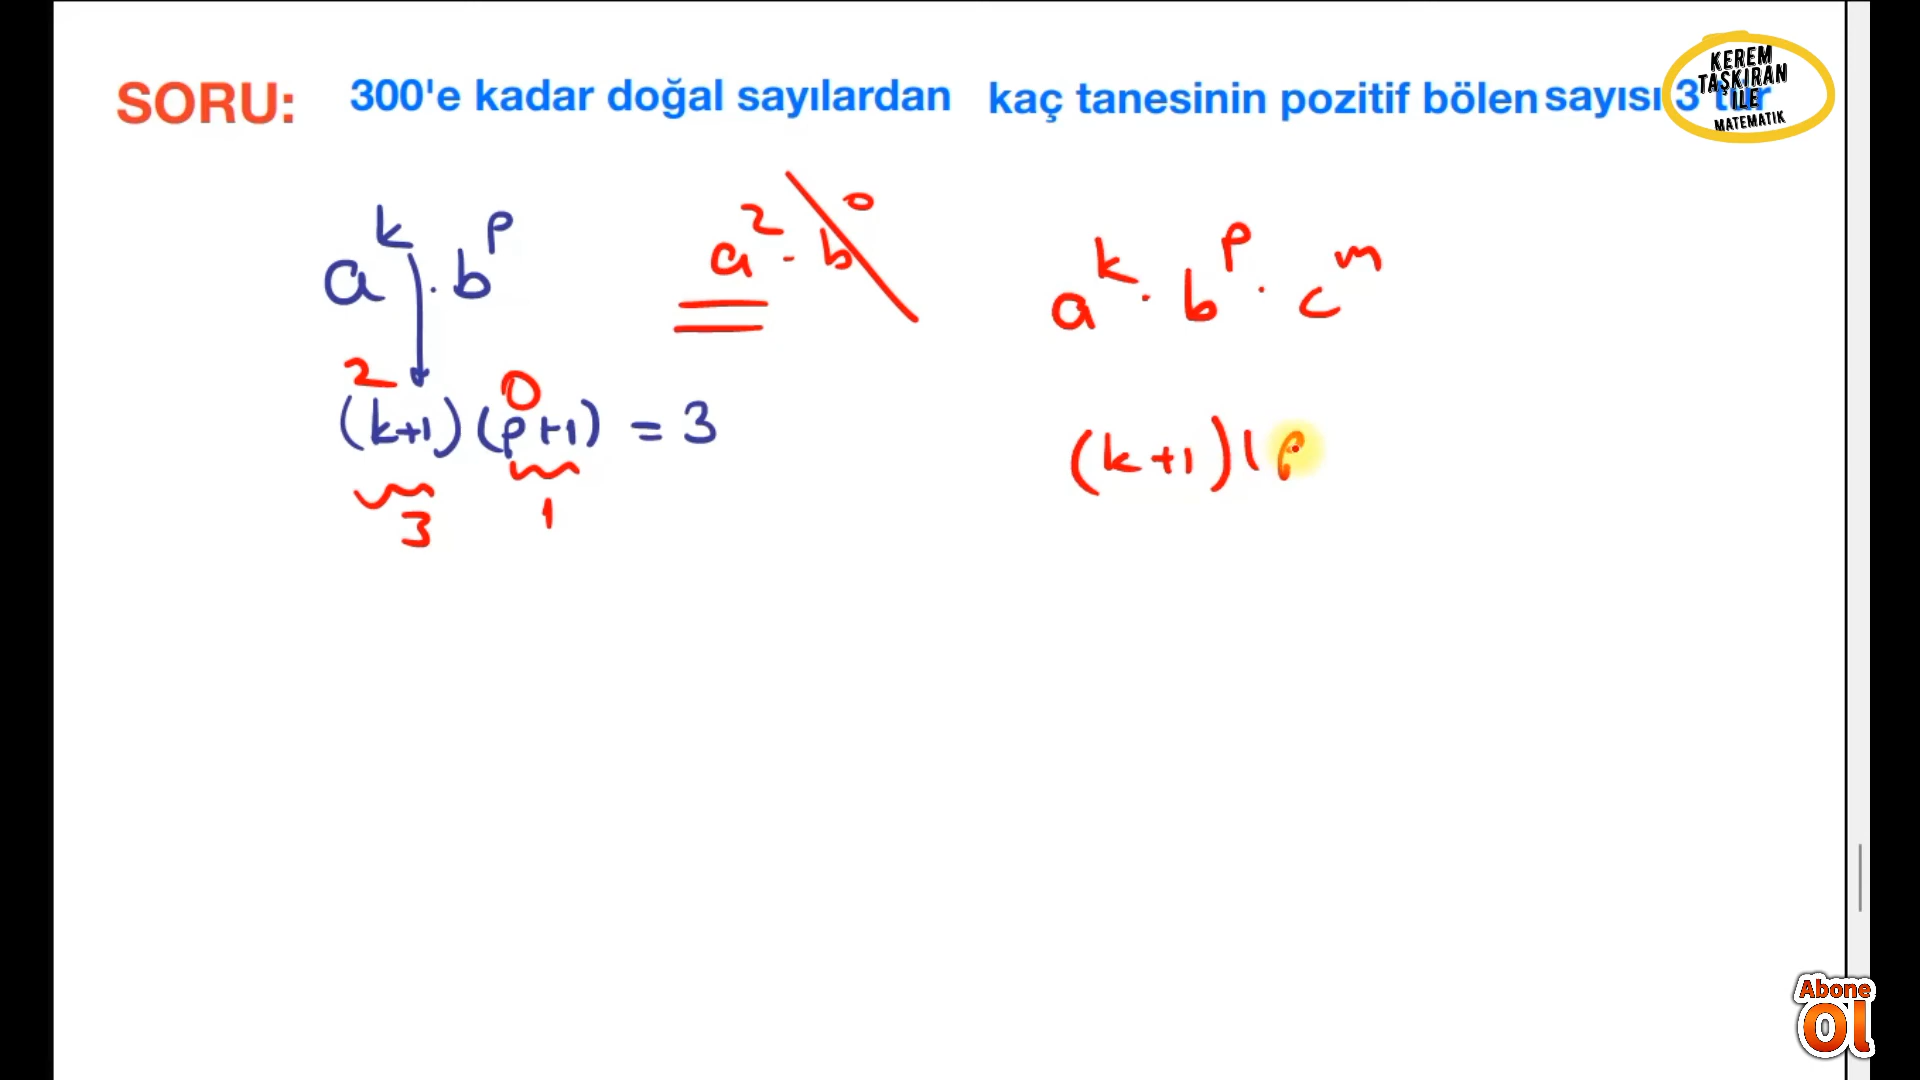 SORU: 300'e kadar doğal sayılardan kaç tanesinin pozitif bölen sayısı 3'tür
KEREM
TAŞKIRAN
İLE
MATEMATİK
a^k . b^p
a^2 . b^0
a^k . b^p . c^m
2 0
(k+1) (p+1) = 3
3 1
(k+1) (p
Abone
Ol